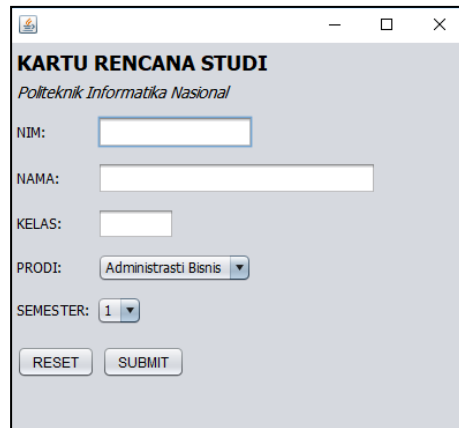 KARTU RENCANA STUDI
Politeknik Informatika Nasional
NIM:
NAMA:
KELAS:
PRODI: Administrasti Bisnis
SEMESTER: 1
RESET SUBMIT